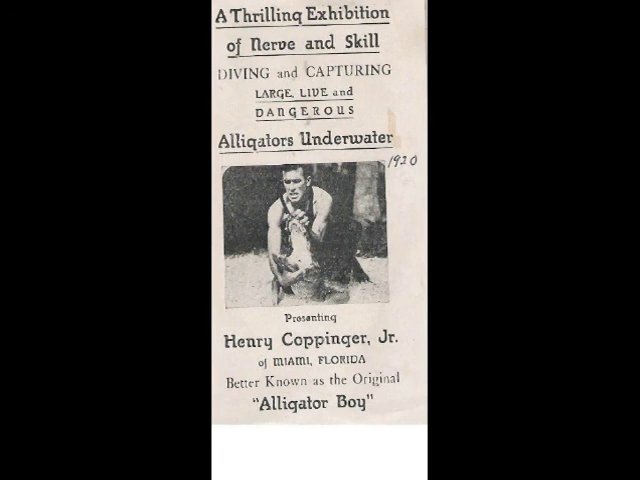 A Thrilling Exhibition
of Nerve and Skill
DIVING and CAPTURING
LARGE, LIVE and
DANGEROUS
Alligators Underwater
1920
Presenting
Henry Coppinger, Jr.
of MIAMI, FLORIDA
Better Known as the Original
"Alligator Boy"